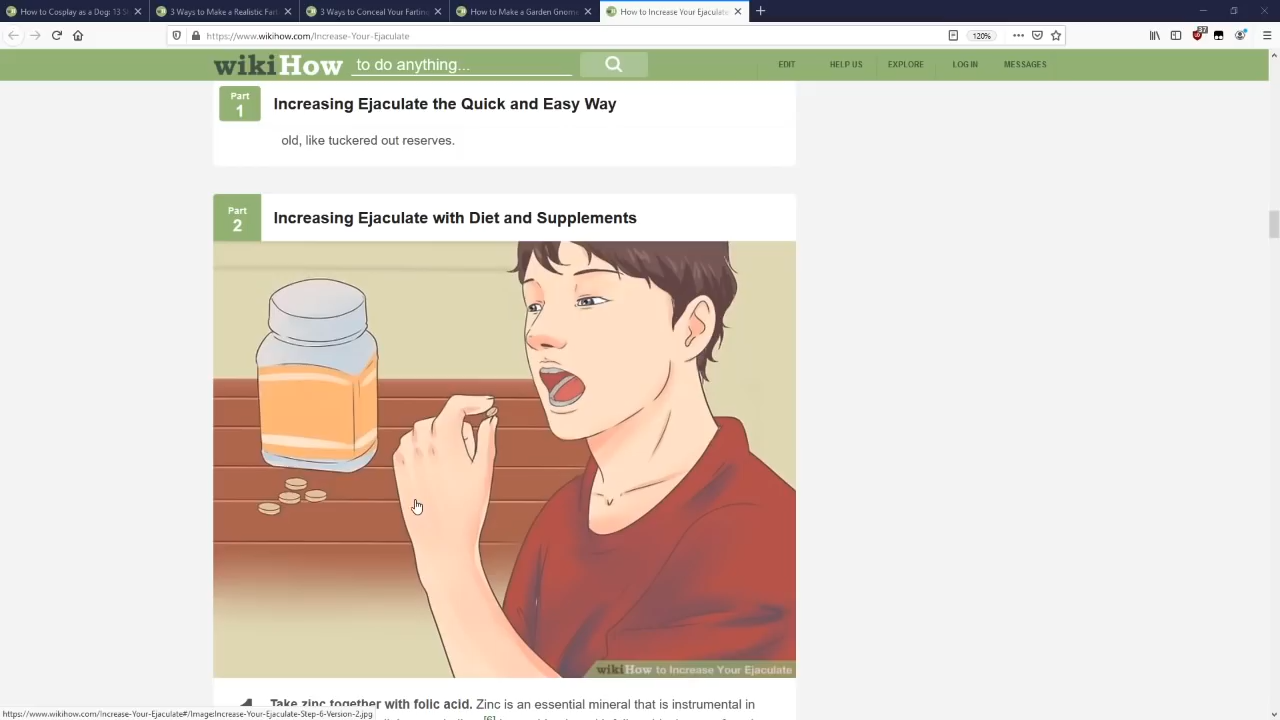 How to Cosplay as a Dog: 13 S
3 Ways to Make a Realistic Fart
3 Ways to Conceal Your Farting
How to Make a Garden Gnome
How to Increase Your Ejaculate
https://www.wikihow.com/Increase-Your-Ejaculate
120%
wikiHow to do anything...
EDIT
HELP US
EXPLORE
LOG IN
MESSAGES
Part
1
Increasing Ejaculate the Quick and Easy Way
old, like tuckered out reserves.
Part
2
Increasing Ejaculate with Diet and Supplements
wikiHow to Increase Your Ejaculate
Take zinc together with folic acid. Zinc is an essential mineral that is instrumental in
[6]
https://www.wikihow.com/Increase-Your-Ejaculate#/Image:Increase-Your-Ejaculate-Step-6-Version-2.jpg